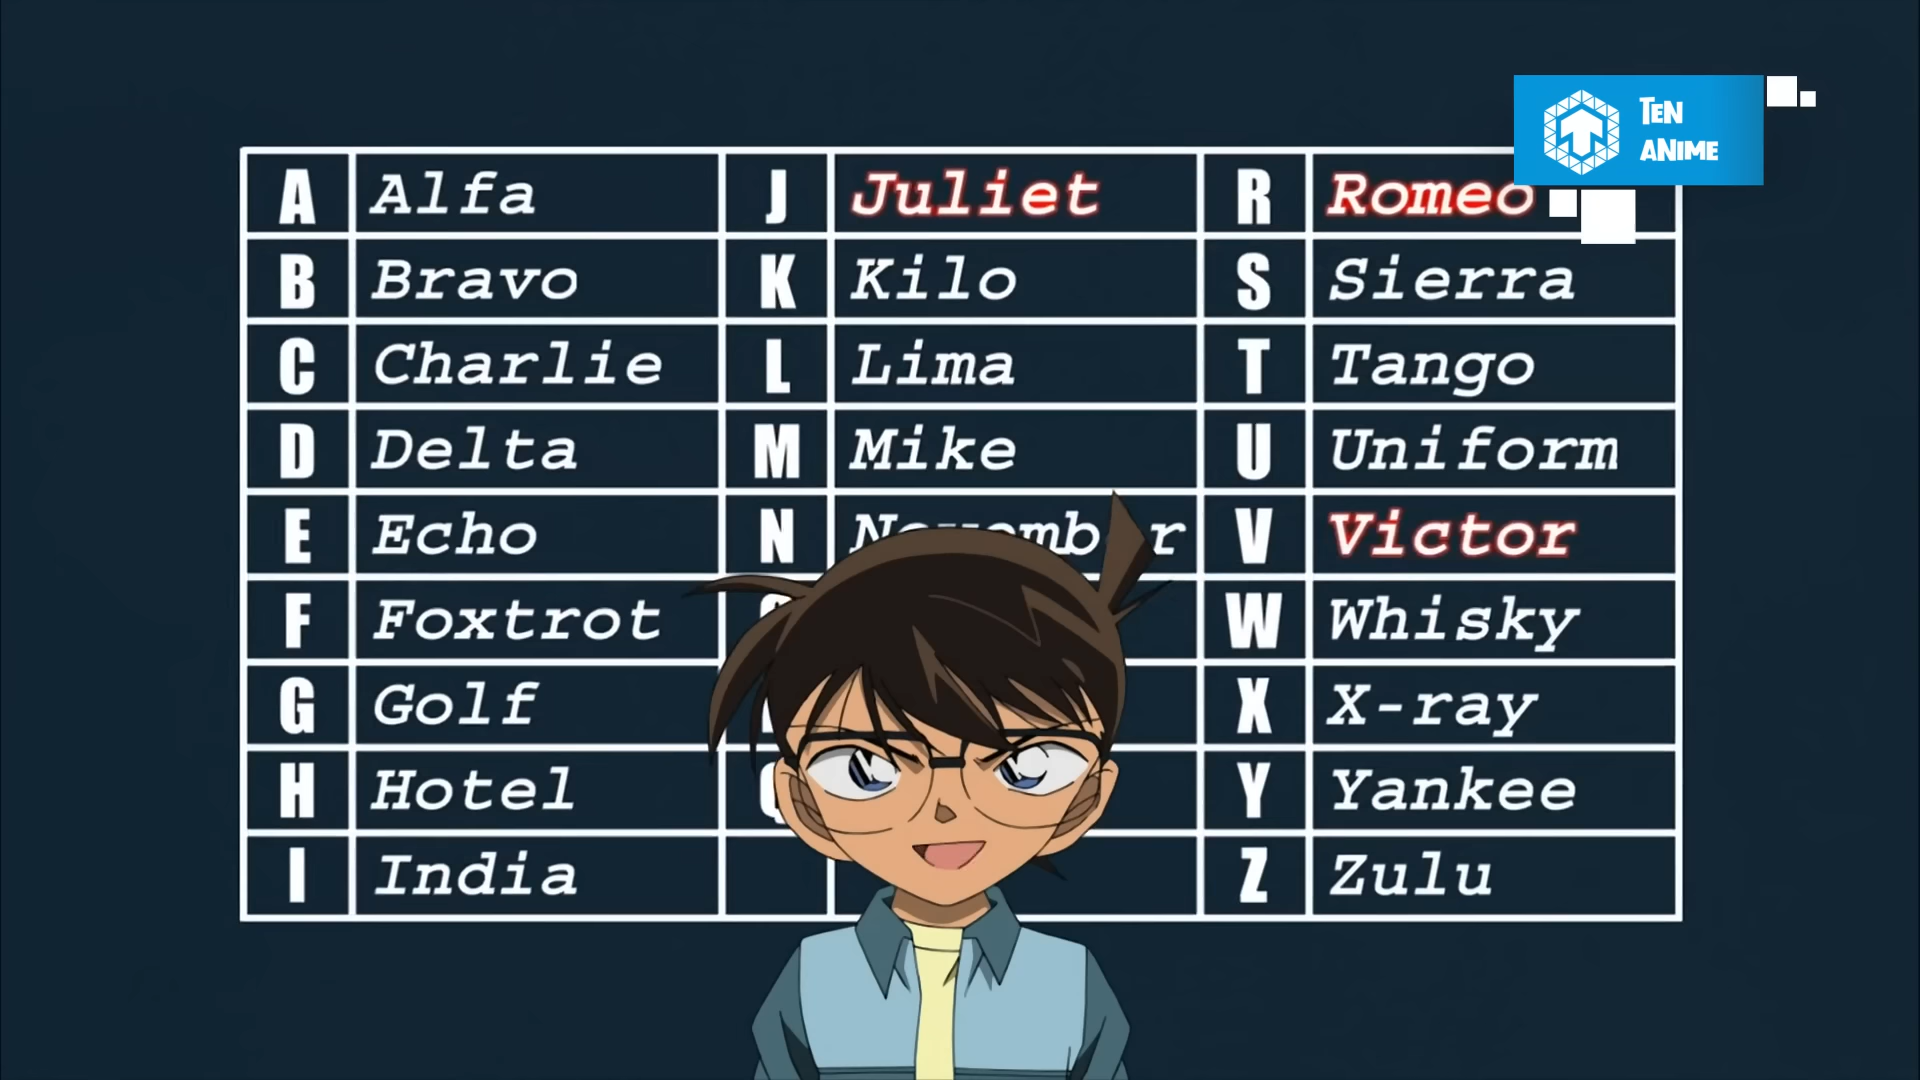 TEN
ANIME
A Alfa J Juliet R Romeo
B Bravo K Kilo S Sierra
C Charlie L Lima T Tango
D Delta M Mike U Uniform
E Echo N V Victor
F Foxtrot W Whisky
G Golf X X-ray
H Hotel Y Yankee
I India Z Zulu